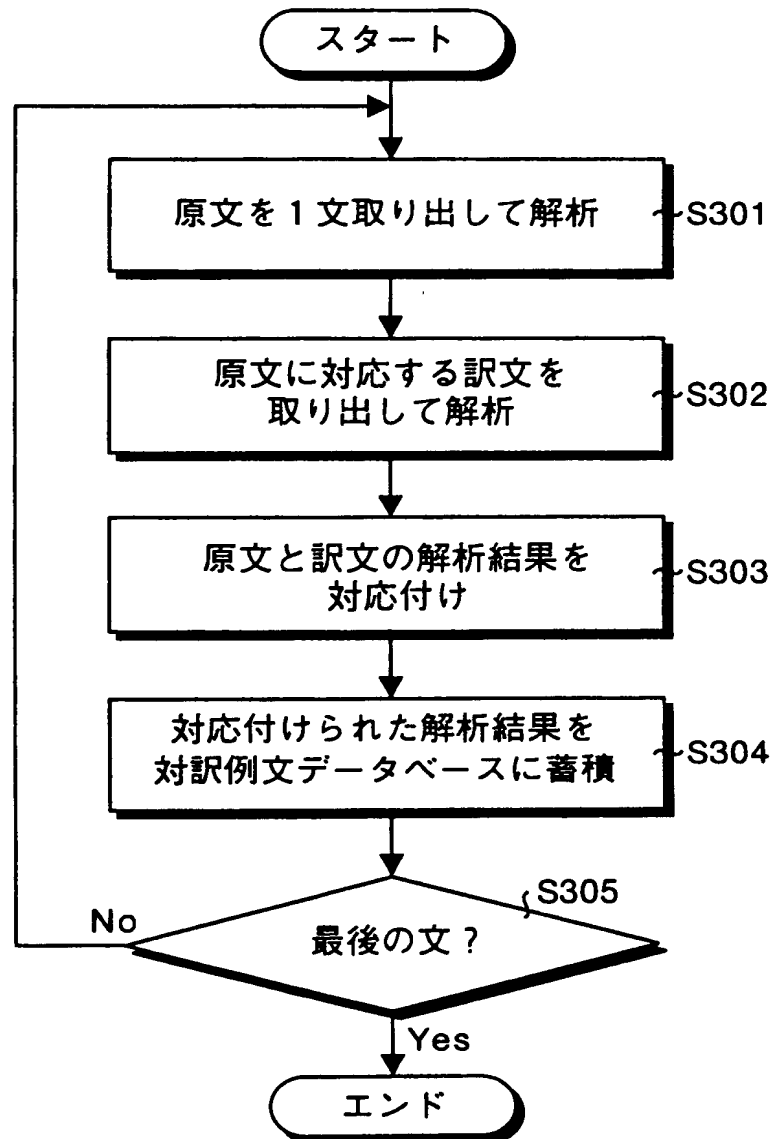 スタート
原文を1文取り出して解析
S301
原文に対応する訳文を
取り出して解析
S302
原文と訳文の解析結果を
対応付け
S303
対応付けられた解析結果を
対訳例文データベースに蓄積
S304
S305
No
最後の文?
Yes
エンド